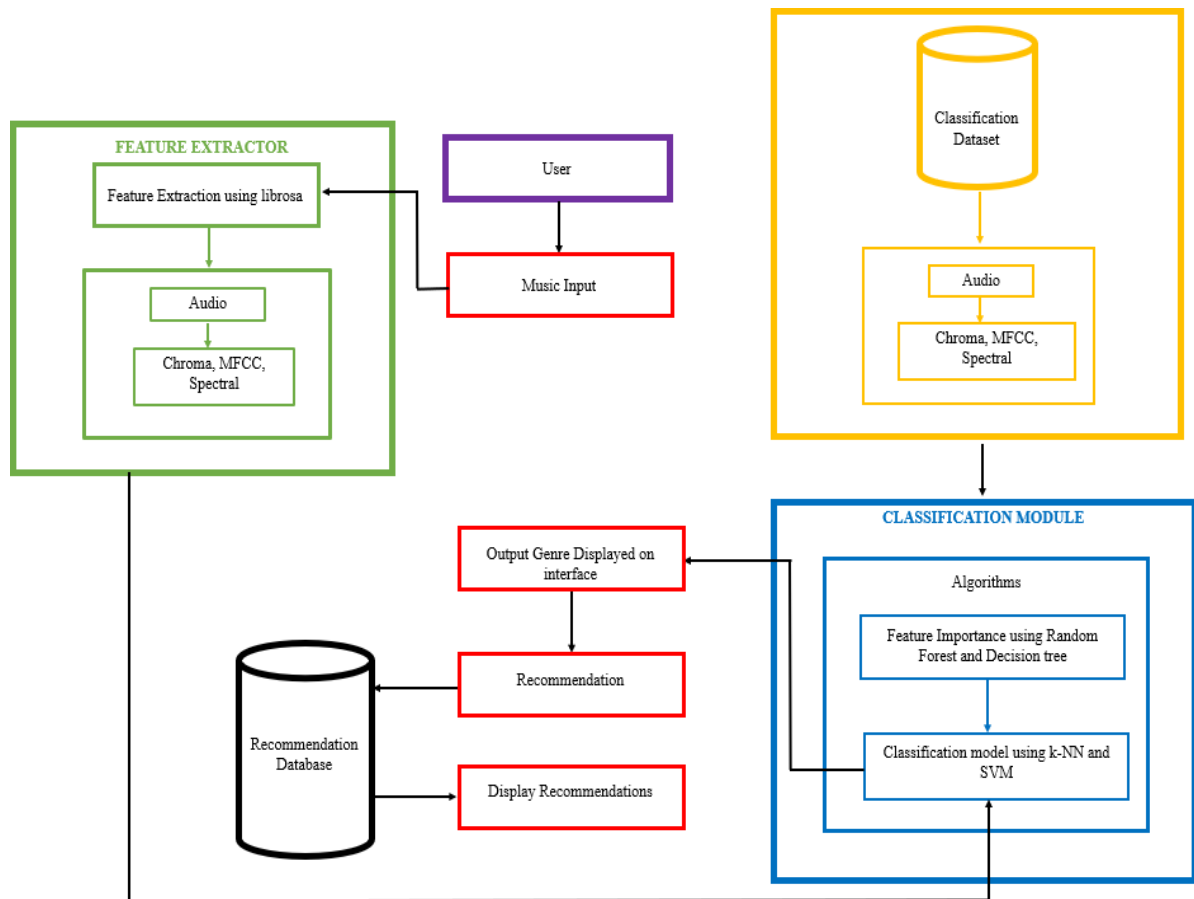 Classification
Dataset
FEATURE EXTRACTOR
Feature Extraction using librosa
User
Music Input
Audio
Chroma, MFCC,
Spectral
Audio
Chroma, MFCC,
Spectral
CLASSIFICATION MODULE
Algorithms
Feature Importance using Random
Forest and Decision tree
Classification model using k-NN and
SVM
Output Genre Displayed on
interface
Recommendation
Recommendation
Database
Display Recommendations